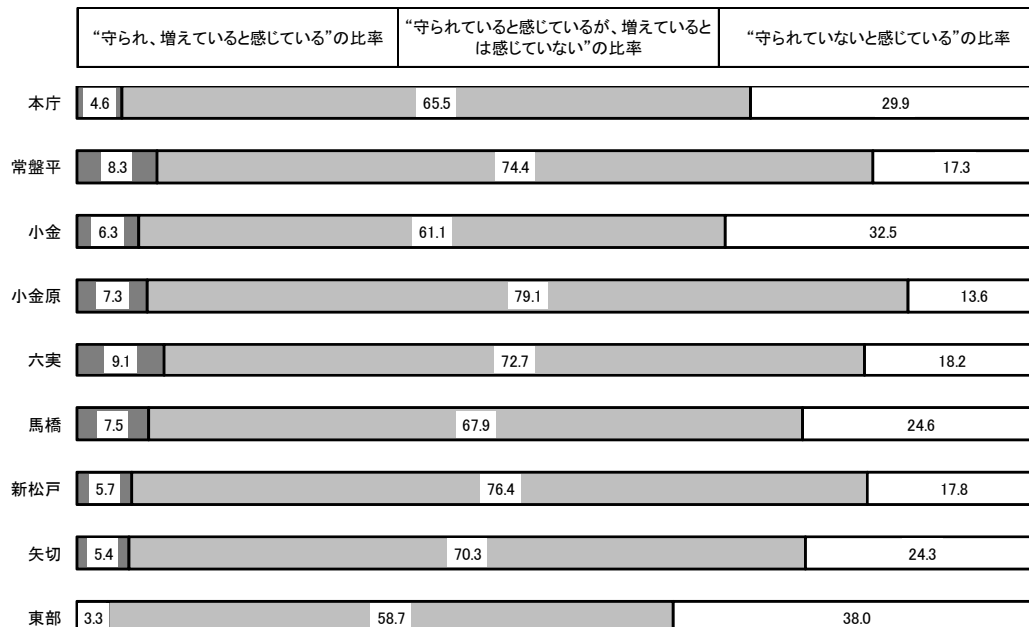 “守られ、増えていると感じている”の比率
“守られていると感じているが、増えていると
は感じていない”の比率
“守られていないと感じている”の比率
本庁 4.6 65.5 29.9
常盤平 8.3 74.4 17.3
小金 6.3 61.1 32.5
小金原 7.3 79.1 13.6
六実 9.1 72.7 18.2
馬橋 7.5 67.9 24.6
新松戸 5.7 76.4 17.8
矢切 5.4 70.3 24.3
東部 3.3 58.7 38.0